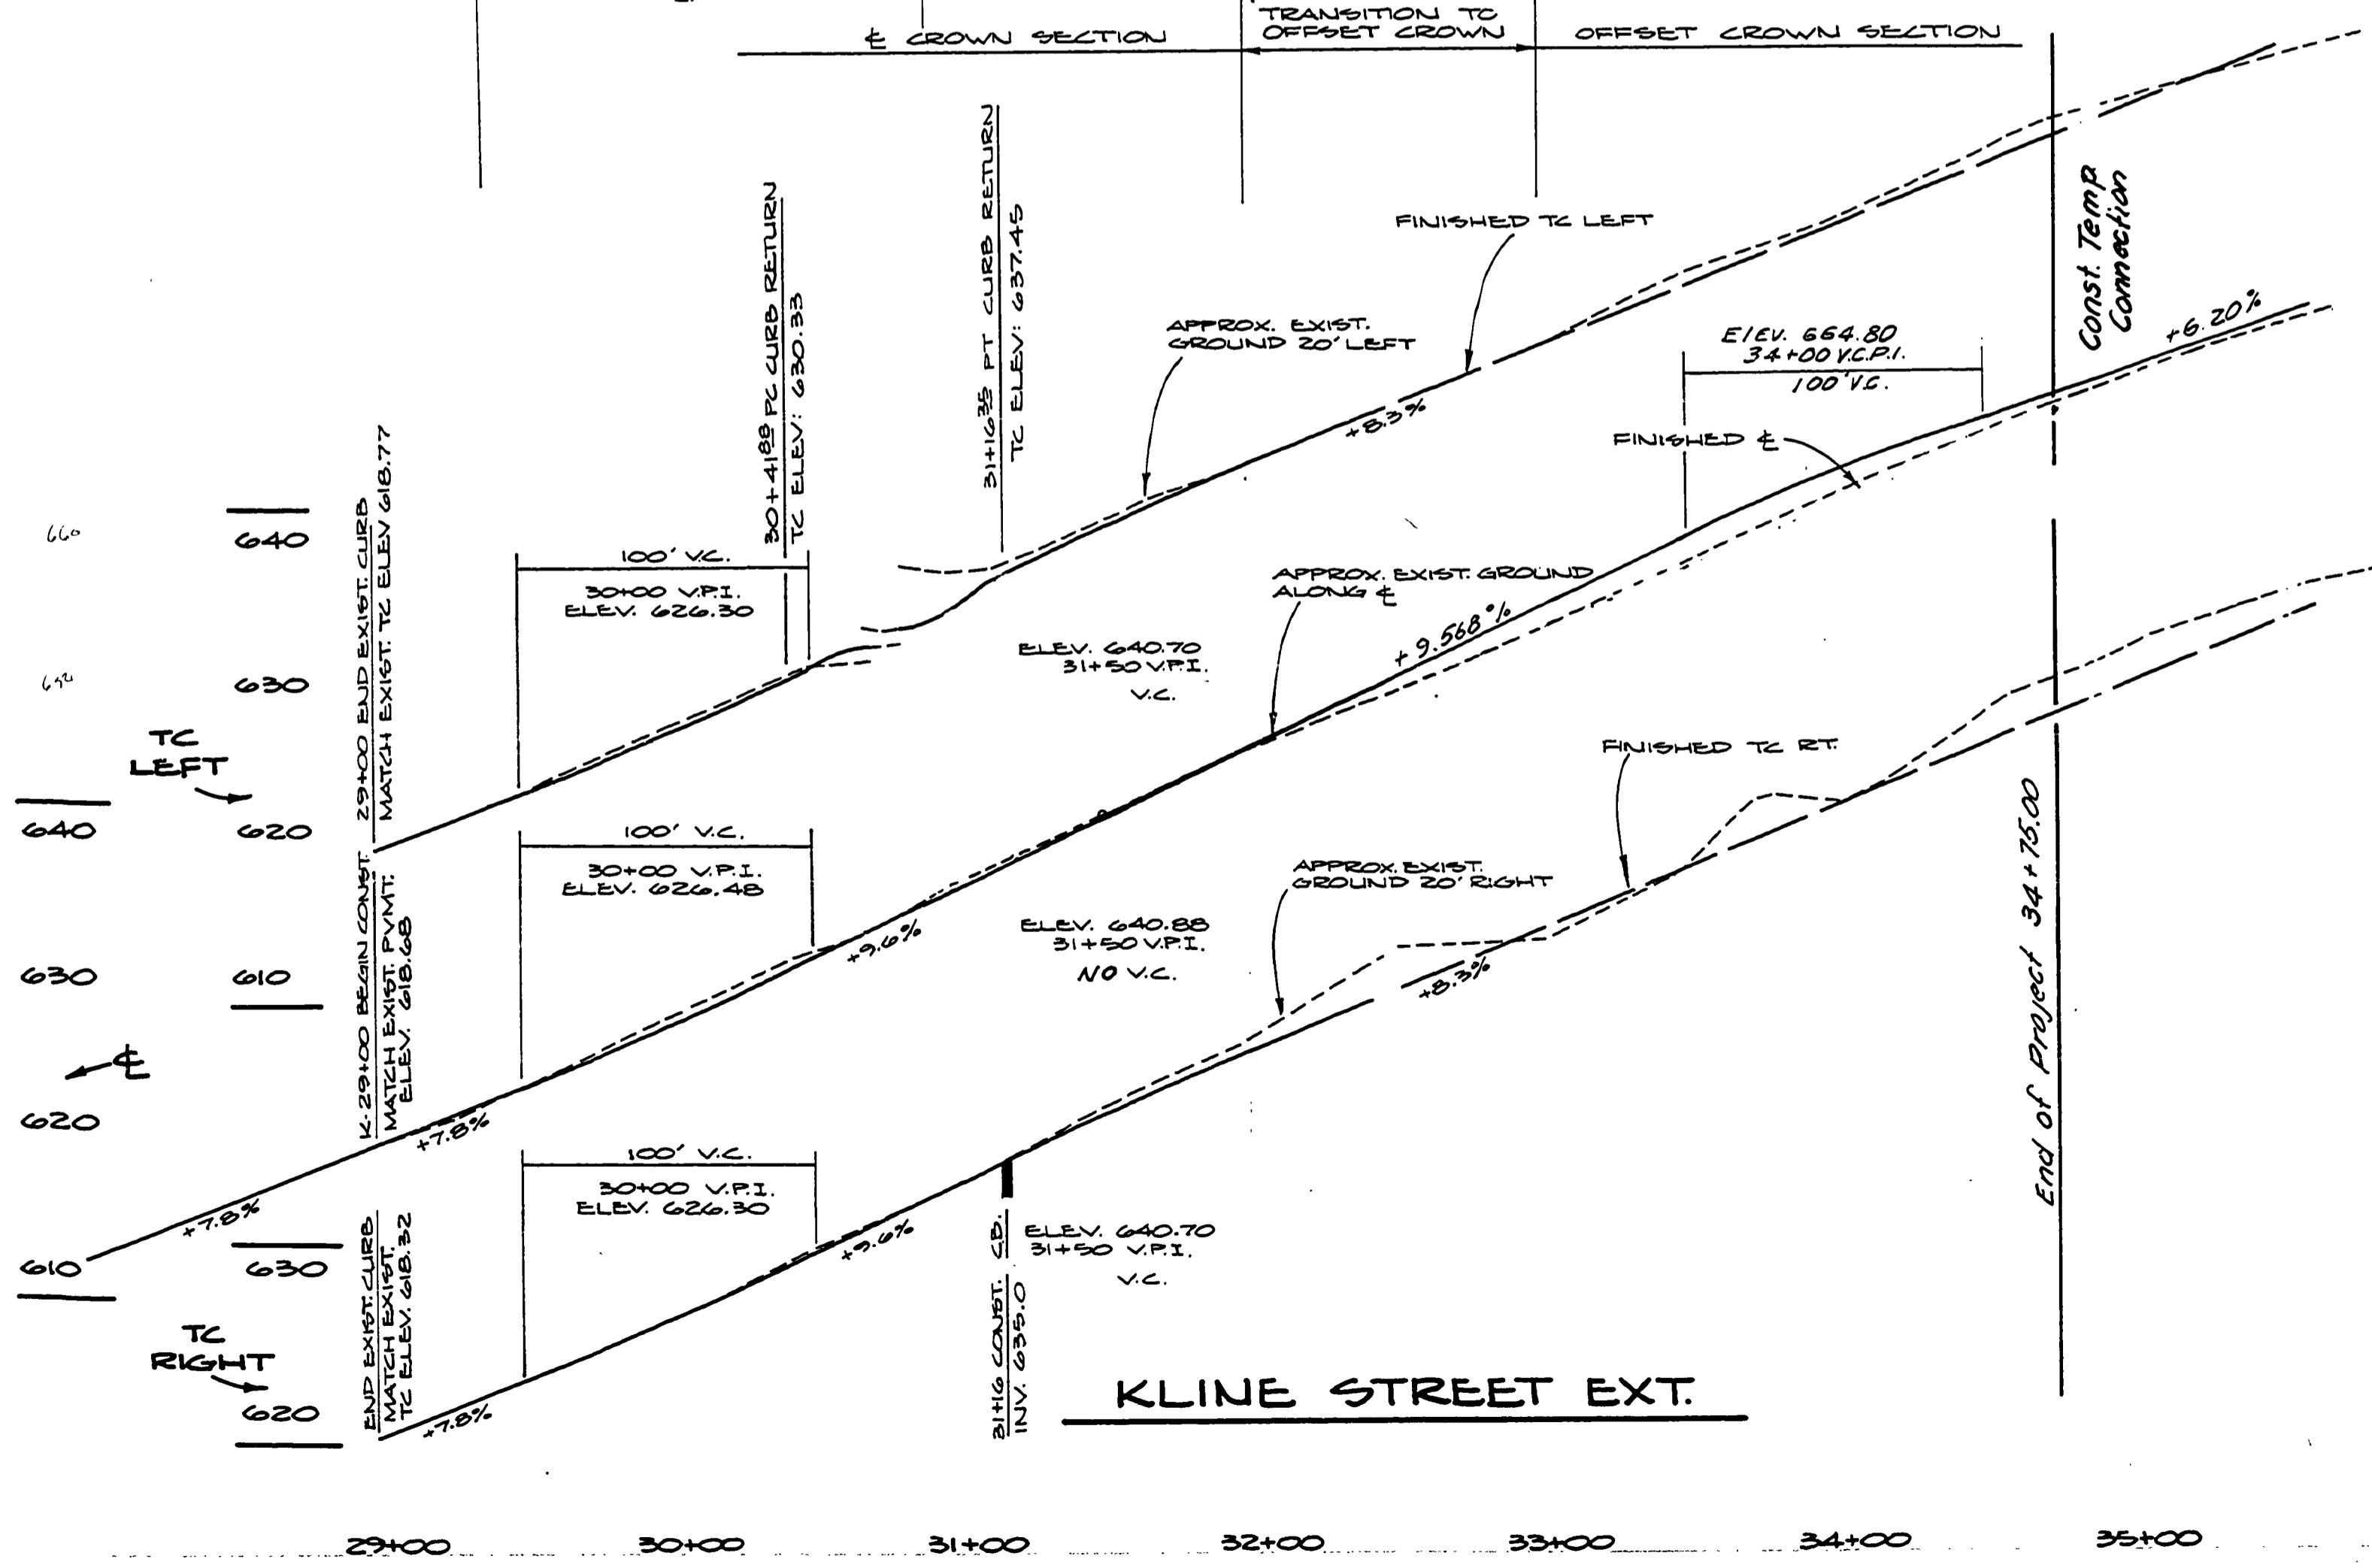 ℄ CROWN SECTION
TRANSITION TO
OFFSET CROWN
OFFSET CROWN SECTION
30+41⁸⁸ PC CURB RETURN
TC ELEV: 630.33
31+16³⁵ PT CURB RETURN
TC ELEV: 637.45
FINISHED TC LEFT
Const. Temp
Connection
APPROX. EXIST.
GROUND 20' LEFT
+8.3%
ELEV. 664.80
34+00 V.C.P.I.
100' V.C.
+6.20%
FINISHED ℄
29+00 END EXIST. CURB
MATCH EXIST. TC ELEV 618.77
660
640
100' V.C.
30+00 V.P.I.
ELEV. 626.30
APPROX. EXIST. GROUND
ALONG ℄
+9.568%
ELEV. 640.70
31+50 V.P.I.
V.C.
630
TC
LEFT
640
620
FINISHED TC RT.
100' V.C.
30+00 V.P.I.
ELEV. 626.48
K-29+00 BEGIN CONST.
MATCH EXIST. PVMT.
ELEV. 618.68
+9.6%
APPROX. EXIST.
GROUND 20' RIGHT
ELEV. 640.88
31+50 V.P.I.
NO V.C.
+8.3%
630
610
℄
620
+7.8%
End of Project 34+75.00
100' V.C.
30+00 V.P.I.
ELEV. 626.30
+7.8%
+9.6%
610
630
END EXIST. CURB
MATCH EXIST.
TC ELEV. 618.32
31+16 CONST. CB.
INV. 635.0
ELEV. 640.70
31+50 V.P.I.
V.C.
TC
RIGHT
620
+7.8%
KLINE STREET EXT.
29+00
30+00
31+00
32+00
33+00
34+00
35+00